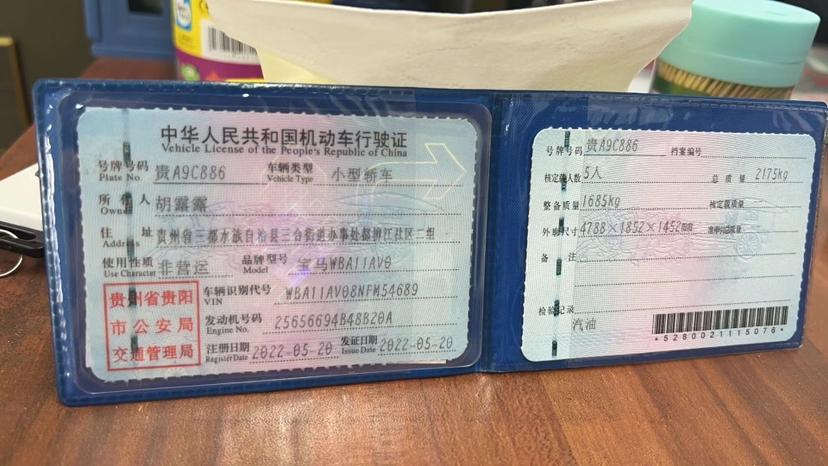 中华人民共和国机动车行驶证
Vehicle License of the People's Republic of China
号牌号码 贵A9C886 车辆类型 小型轿车
Plate No. Vehicle Type
所有人 胡露露
Owner
住址 贵州省三都水族自治县三合街道办事处都柳江社区二组
Address
使用性质 非营运 品牌型号 宝马WBA11AV0
Use Character Model
贵州省贵阳
市公安局
交通管理局
车辆识别代号 WBA11AV08NFM54689
VIN
发动机号码 25656694B48B20A
Engine No.
注册日期 2022-05-20 发证日期 2022-05-20
Register Date Issue Date
号牌号码 贵A9C886 档案编号
核定载人数 5人 总质量 2175kg
整备质量 1685kg 核定载质量
外廓尺寸 4788×1852×1452 准牵引总质量
备注
检验记录
汽油
*5280021115076*